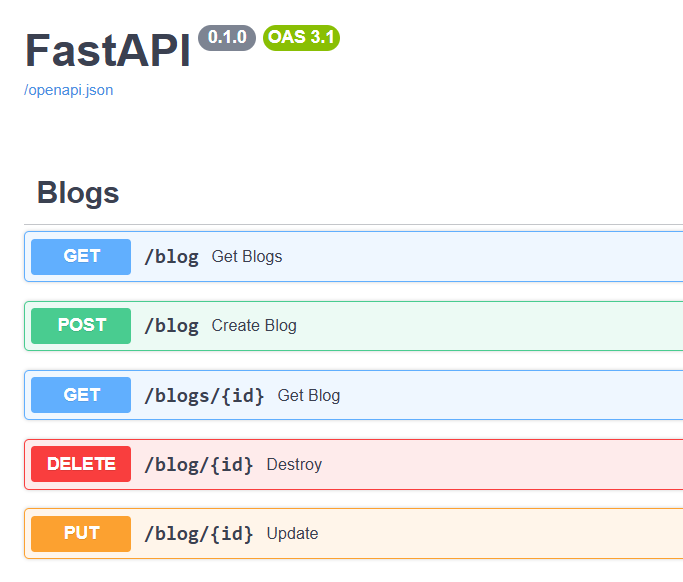 FastAPI 0.1.0 OAS 3.1
/openapi.json
Blogs
GET /blog Get Blogs
POST /blog Create Blog
GET /blogs/{id} Get Blog
DELETE /blog/{id} Destroy
PUT /blog/{id} Update